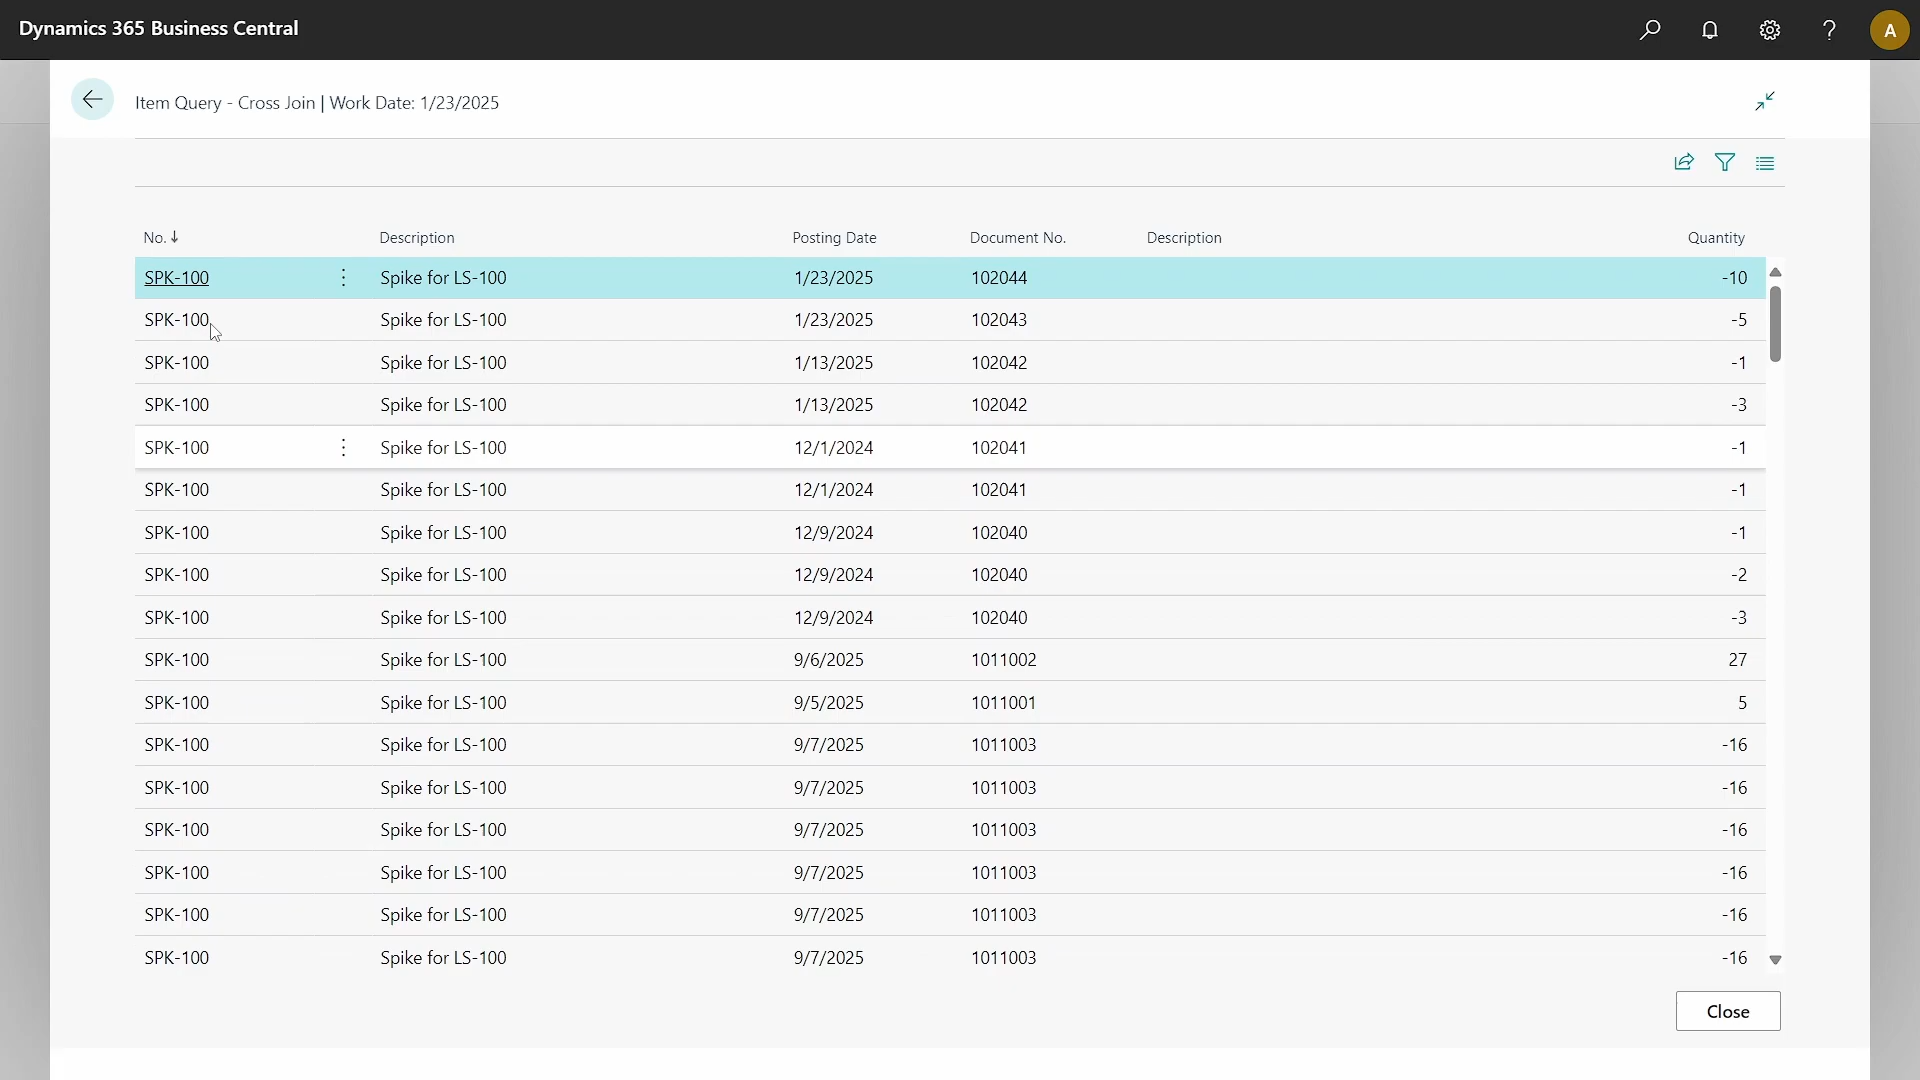 Dynamics 365 Business Central
A
Item Query - Cross Join | Work Date: 1/23/2025
No.↓ Description Posting Date Document No. Description Quantity
SPK-100 Spike for LS-100 1/23/2025 102044 -10
SPK-100 Spike for LS-100 1/23/2025 102043 -5
SPK-100 Spike for LS-100 1/13/2025 102042 -1
SPK-100 Spike for LS-100 1/13/2025 102042 -3
SPK-100 Spike for LS-100 12/1/2024 102041 -1
SPK-100 Spike for LS-100 12/1/2024 102041 -1
SPK-100 Spike for LS-100 12/9/2024 102040 -1
SPK-100 Spike for LS-100 12/9/2024 102040 -2
SPK-100 Spike for LS-100 12/9/2024 102040 -3
SPK-100 Spike for LS-100 9/6/2025 1011002 27
SPK-100 Spike for LS-100 9/5/2025 1011001 5
SPK-100 Spike for LS-100 9/7/2025 1011003 -16
SPK-100 Spike for LS-100 9/7/2025 1011003 -16
SPK-100 Spike for LS-100 9/7/2025 1011003 -16
SPK-100 Spike for LS-100 9/7/2025 1011003 -16
SPK-100 Spike for LS-100 9/7/2025 1011003 -16
SPK-100 Spike for LS-100 9/7/2025 1011003 -16
Close